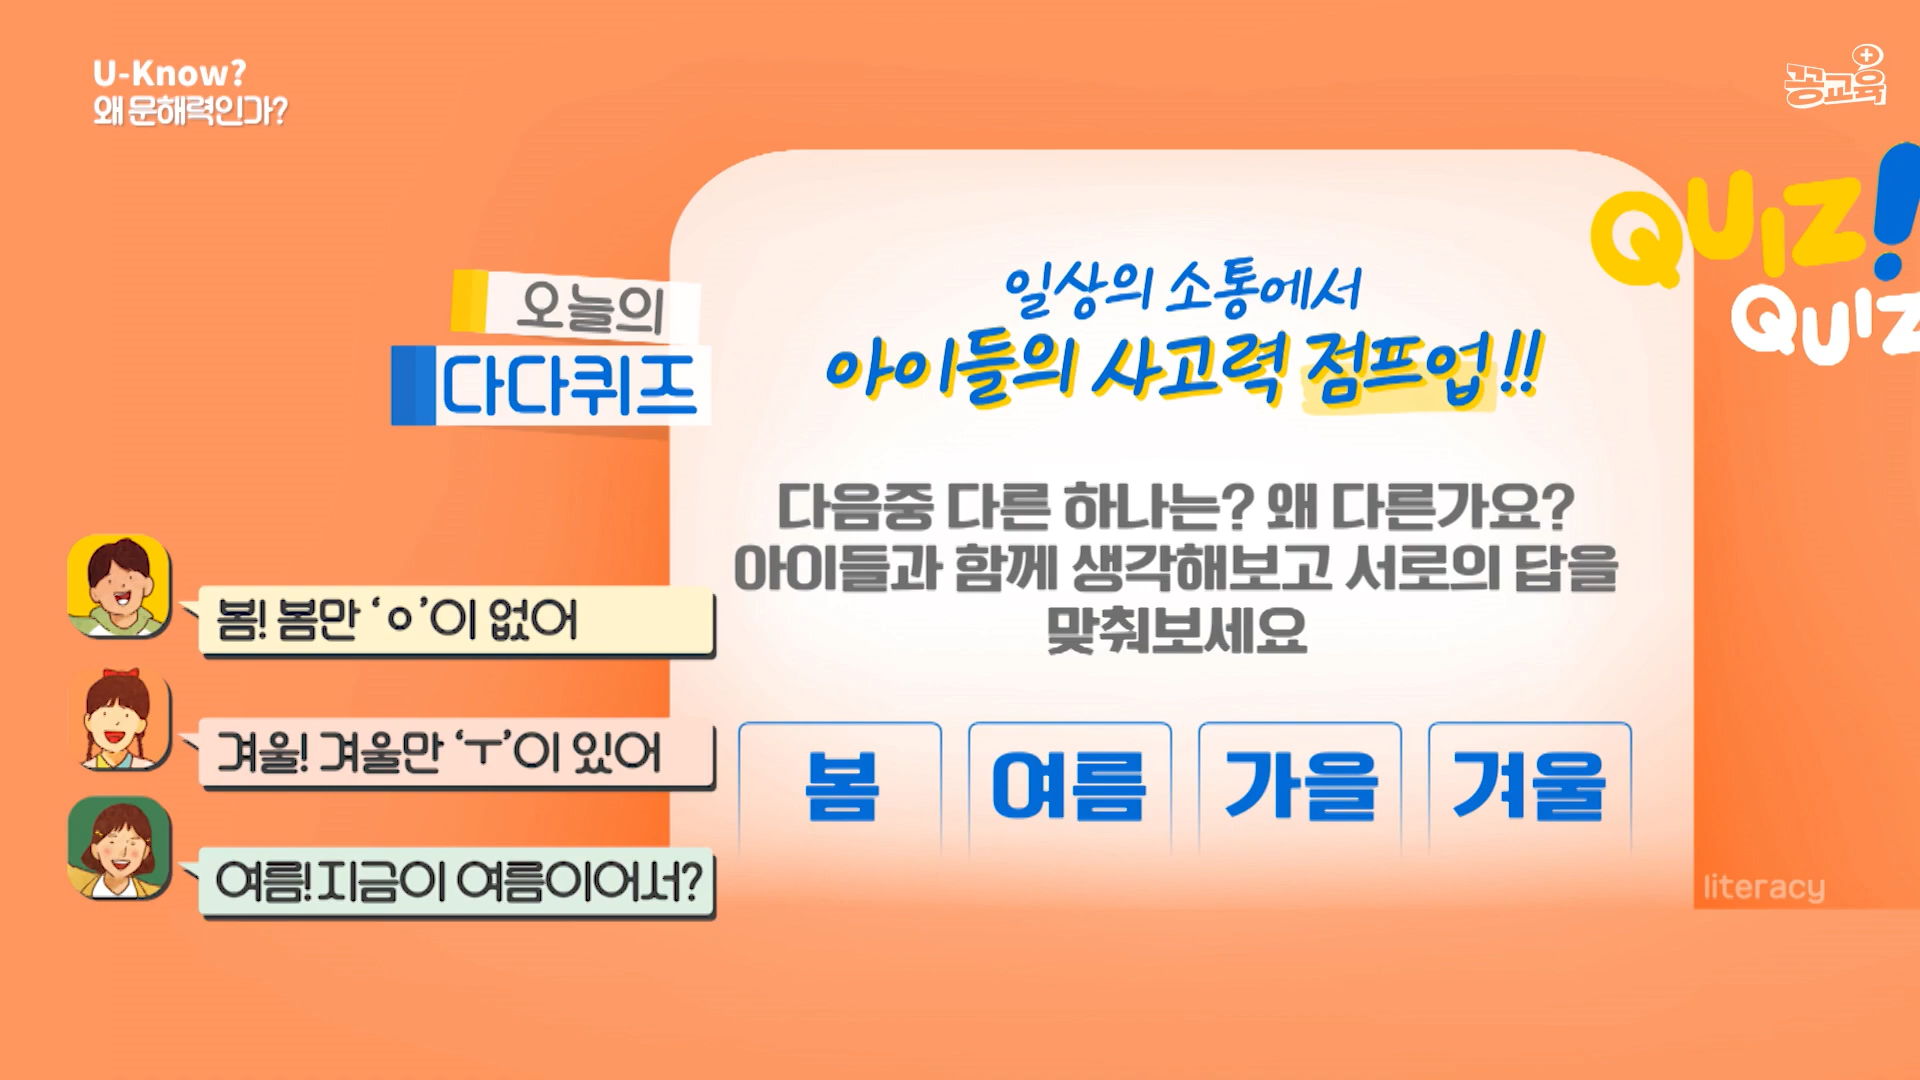 U-Know?
왜 문해력인가?
꽁교육
QUIZ!
QUIZ
오늘의
다다퀴즈
일상의 소통에서
아이들의 사고력 점프업!!
다음중 다른 하나는? 왜 다른가요?
아이들과 함께 생각해보고 서로의 답을
맞춰보세요
봄! 봄만 ‘ㅇ’이 없어
겨울! 겨울만 ‘ㅜ’이 있어
여름! 지금이 여름이어서?
봄 여름 가을 겨울
literacy